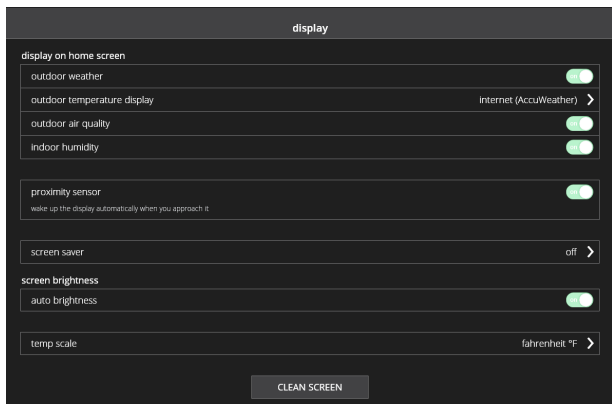 display
display on home screen
outdoor weather
outdoor temperature display internet (AccuWeather)
outdoor air quality
indoor humidity
proximity sensor
wake up the display automatically when you approach it
screen saver off
screen brightness
auto brightness
temp scale fahrenheit °F
CLEAN SCREEN